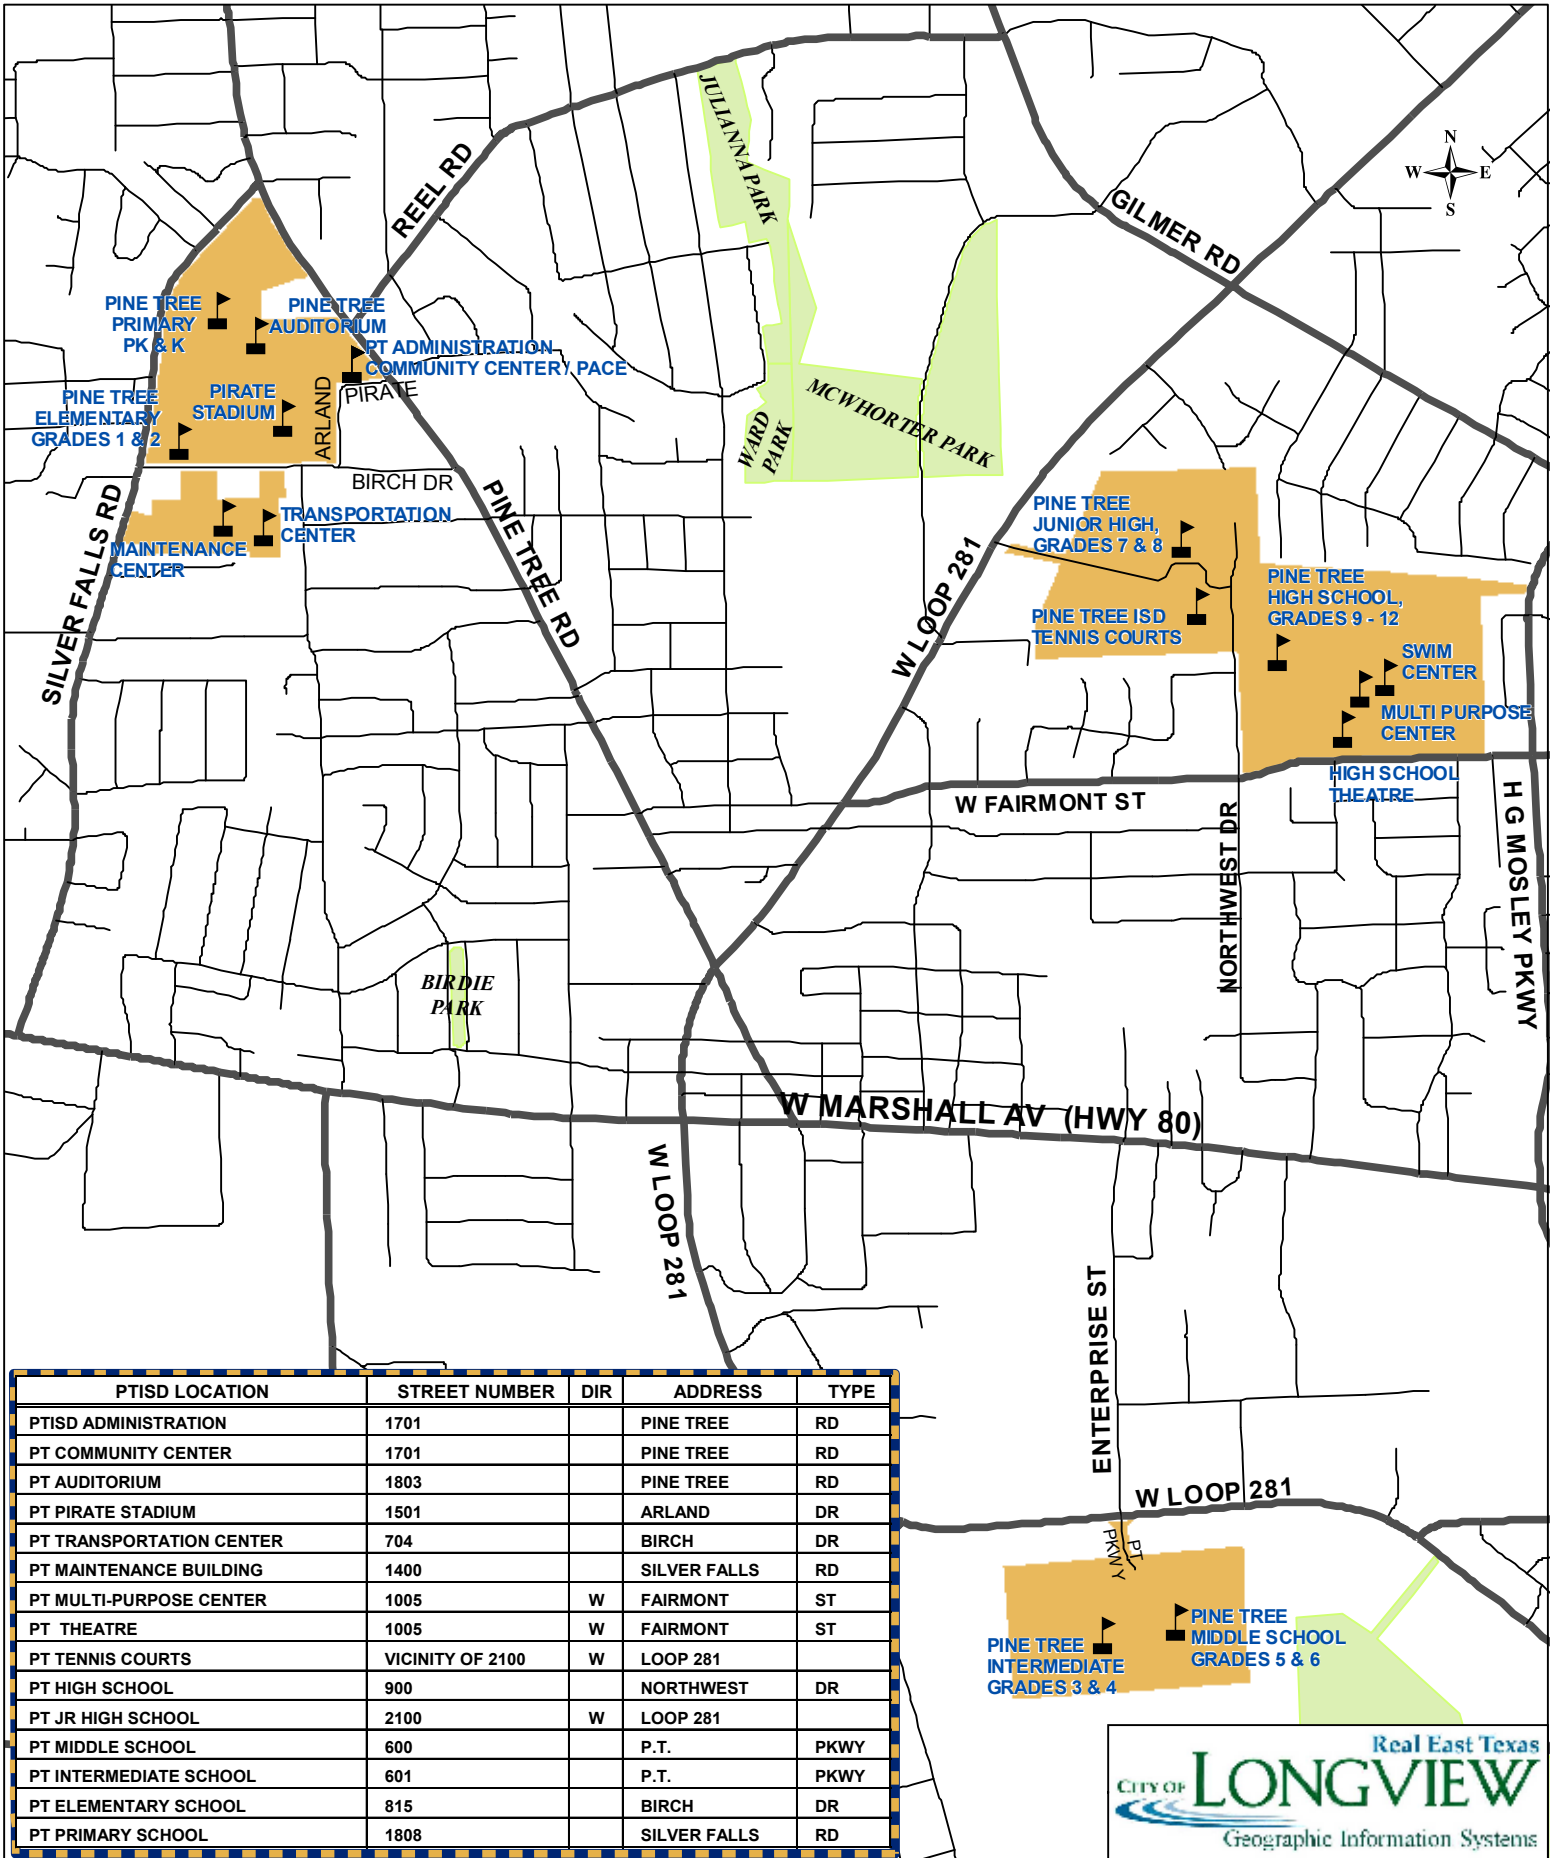 JULIANNA PARK
N
W E
S
REEL RD
GILMER RD
PINE TREE
PRIMARY
PK & K
PINE TREE
AUDITORIUM
PT ADMINISTRATION
COMMUNITY CENTER / PACE
PIRATE
ARLAND
PINE TREE
ELEMENTARY
GRADES 1 & 2
PIRATE
STADIUM
MCWHORTER PARK
WARD
PARK
BIRCH DR
SILVER FALLS RD
PINE TREE RD
TRANSPORTATION
CENTER
MAINTENANCE
CENTER
W LOOP 281
PINE TREE
JUNIOR HIGH,
GRADES 7 & 8
PINE TREE ISD
TENNIS COURTS
PINE TREE
HIGH SCHOOL,
GRADES 9 - 12
SWIM
CENTER
MULTI PURPOSE
CENTER
HIGH SCHOOL
THEATRE
W FAIRMONT ST
NORTHWEST DR
H G MOSLEY PKWY
BIRDIE
PARK
W MARSHALL AV (HWY 80)
W LOOP 281
ENTERPRISE ST
W LOOP 281
PT
PKWY
PINE TREE
INTERMEDIATE
GRADES 3 & 4
PINE TREE
MIDDLE SCHOOL
GRADES 5 & 6
PTISD LOCATION STREET NUMBER DIR ADDRESS TYPE
PTISD ADMINISTRATION 1701 PINE TREE RD
PT COMMUNITY CENTER 1701 PINE TREE RD
PT AUDITORIUM 1803 PINE TREE RD
PT PIRATE STADIUM 1501 ARLAND DR
PT TRANSPORTATION CENTER 704 BIRCH DR
PT MAINTENANCE BUILDING 1400 SILVER FALLS RD
PT MULTI-PURPOSE CENTER 1005 W FAIRMONT ST
PT THEATRE 1005 W FAIRMONT ST
PT TENNIS COURTS VICINITY OF 2100 W LOOP 281
PT HIGH SCHOOL 900 NORTHWEST DR
PT JR HIGH SCHOOL 2100 W LOOP 281
PT MIDDLE SCHOOL 600 P.T. PKWY
PT INTERMEDIATE SCHOOL 601 P.T. PKWY
PT ELEMENTARY SCHOOL 815 BIRCH DR
PT PRIMARY SCHOOL 1808 SILVER FALLS RD
Real East Texas
CITY OF LONGVIEW
Geographic Information Systems